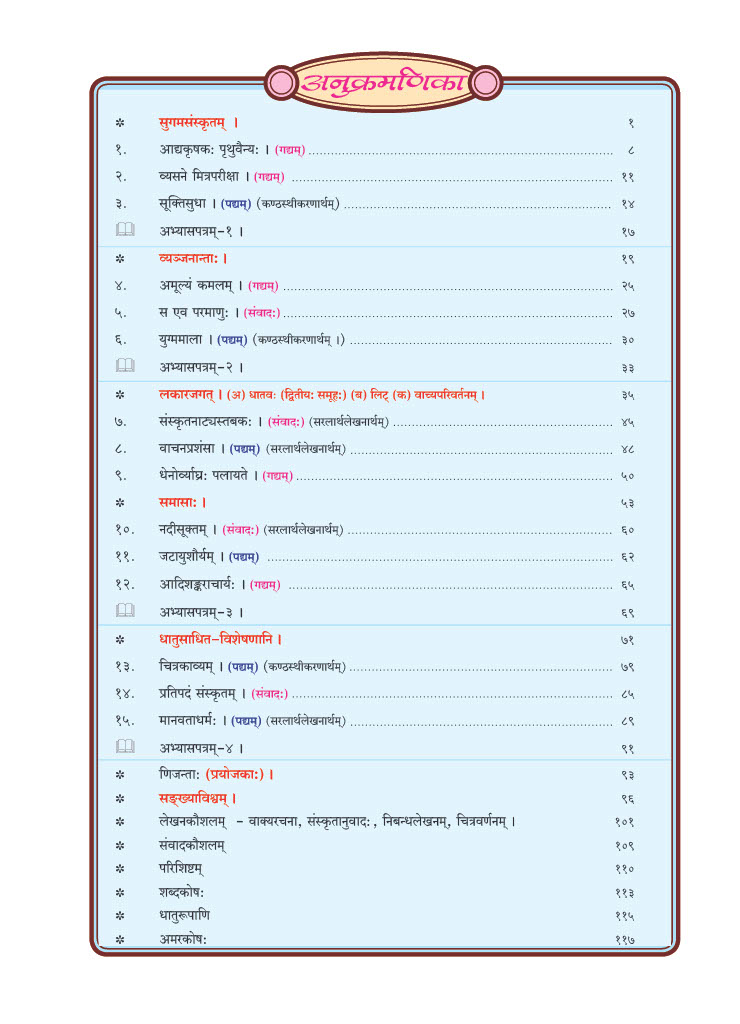 अनुक्रमणिका
✲ सुगमसंस्कृतम् । १
१. आद्यकृषकः पृथुवैन्यः । (गद्यम्) ८
२. व्यसने मित्रपरीक्षा । (गद्यम्) ११
३. सूक्तिसुधा । (पद्यम्) (कण्ठस्थीकरणार्थम्) १४
अभ्यासपत्रम्-१ । १७
✲ व्यञ्जनान्ताः । १९
४. अमूल्यं कमलम् । (गद्यम्) २५
५. स एव परमाणुः । (संवादः) २७
६. युग्ममाला । (पद्यम्) (कण्ठस्थीकरणार्थम् ।) ३०
अभ्यासपत्रम्-२ । ३३
✲ लकारजगत् । (अ) धातवः (द्वितीयः समूहः) (ब) लिट् (क) वाच्यपरिवर्तनम् । ३५
७. संस्कृतनाट्यस्तबकः । (संवादः) (सरलार्थलेखनार्थम्) ४५
८. वाचनप्रशंसा । (पद्यम्) (सरलार्थलेखनार्थम्) ४८
९. धेनोर्व्याघ्रः पलायते । (गद्यम्) ५०
✲ समासाः । ५३
१०. नदीसूक्तम् । (संवादः) (सरलार्थलेखनार्थम्) ६०
११. जटायुशौर्यम् । (पद्यम्) ६२
१२. आदिशङ्कराचार्यः । (गद्यम्) ६५
अभ्यासपत्रम्-३ । ६९
✲ धातुसाधित-विशेषणानि । ७१
१३. चित्रकाव्यम् । (पद्यम्) (कण्ठस्थीकरणार्थम्) ७९
१४. प्रतिपदं संस्कृतम् । (संवादः) ८५
१५. मानवताधर्मः । (पद्यम्) (सरलार्थलेखनार्थम्) ८९
अभ्यासपत्रम्-४ । ९१
✲ णिजन्ताः (प्रयोजकाः) । ९३
✲ सङ्ख्याविश्वम् । ९६
✲ लेखनकौशलम् - वाक्यरचना, संस्कृतानुवादः, निबन्धलेखनम्, चित्रवर्णनम् । १०१
✲ संवादकौशलम् १०९
✲ परिशिष्टम् ११०
✲ शब्दकोषः ११३
✲ धातुरूपाणि ११५
✲ अमरकोषः ११७